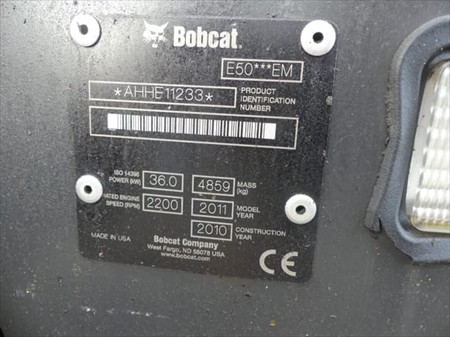 Bobcat.
E50***EM
*AHHE11233*
PRODUCT
IDENTIFICATION
NUMBER
ISO 14396
POWER (kW)
36.0
4859
MASS
(kg)
RATED ENGINE
SPEED (RPM)
2200
2011
MODEL
YEAR
2010
CONSTRUCTION
YEAR
MADE IN USA
Bobcat Company
West Fargo, ND 58078 USA
www.bobcat.com
CE